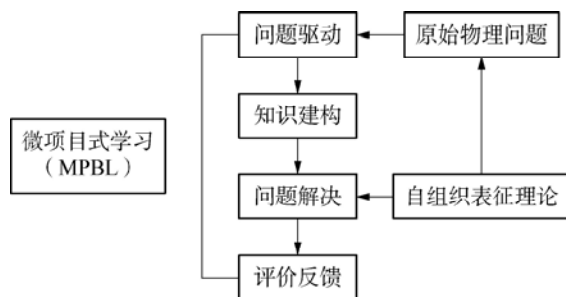 问题驱动
原始物理问题
知识建构
微项目式学习
（MPBL）
问题解决
自组织表征理论
评价反馈